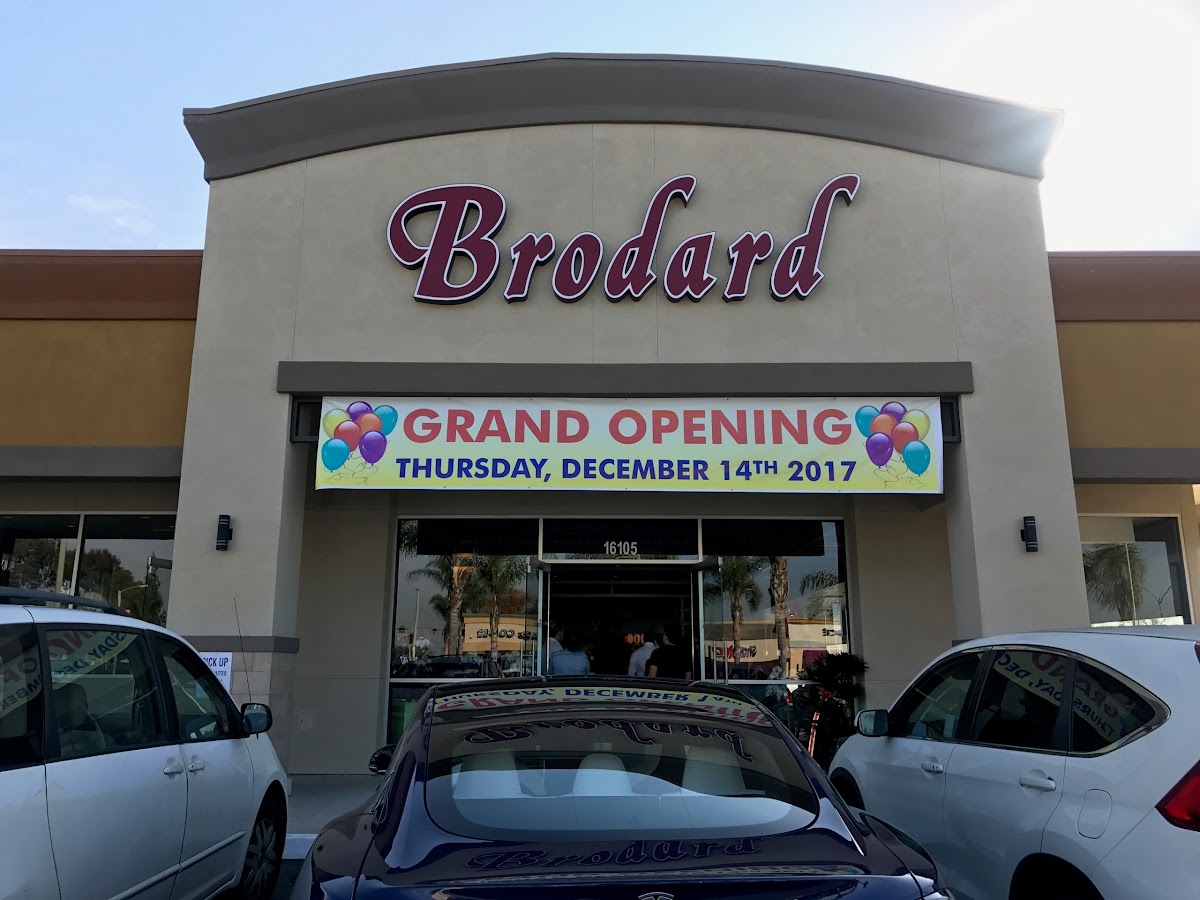 Brodard
GRAND OPENING
THURSDAY, DECEMBER 14TH 2017
16105